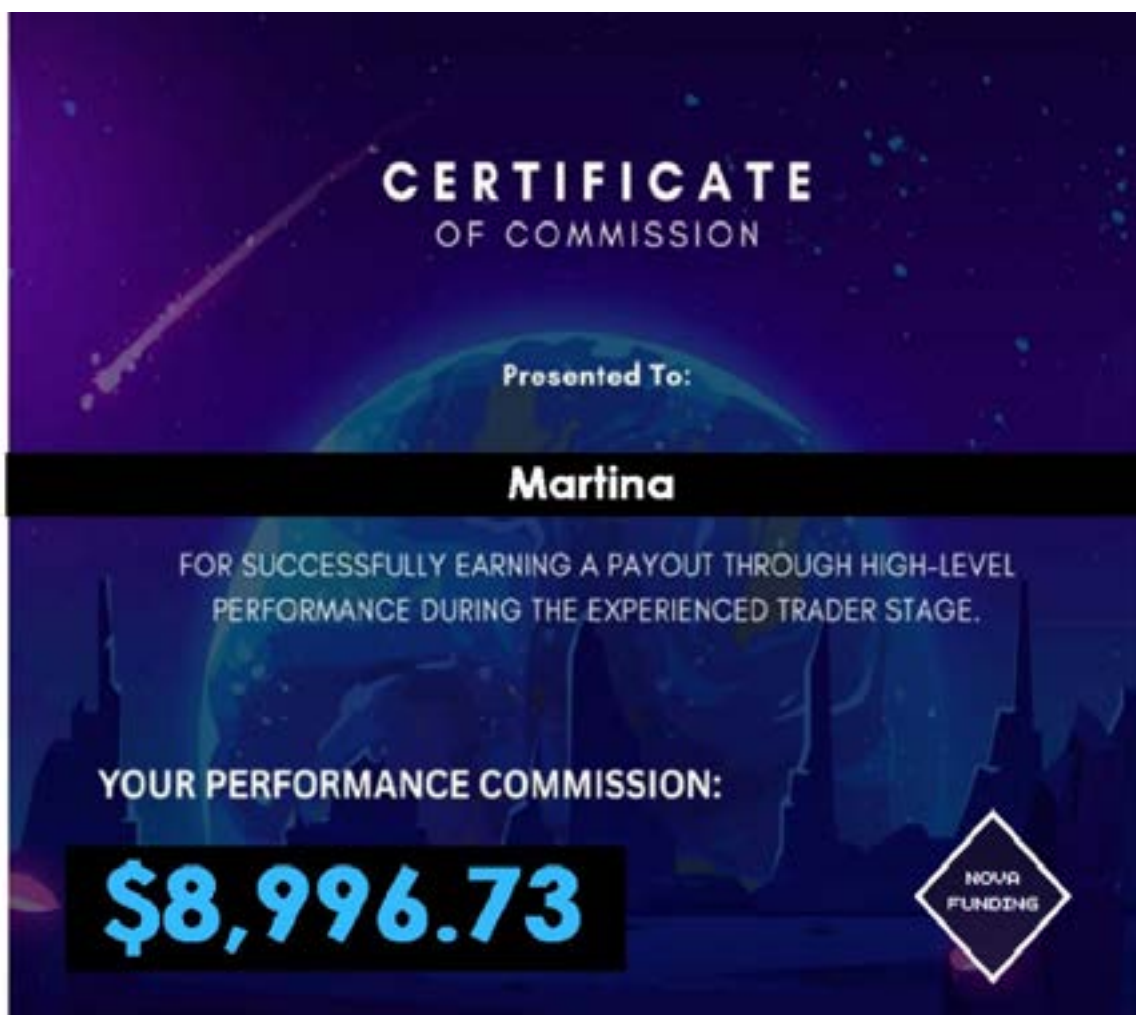 CERTIFICATE
OF COMMISSION
Presented To:
Martina
FOR SUCCESSFULLY EARNING A PAYOUT THROUGH HIGH-LEVEL
PERFORMANCE DURING THE EXPERIENCED TRADER STAGE.
YOUR PERFORMANCE COMMISSION:
$8,996.73
NOVA
FUNDING